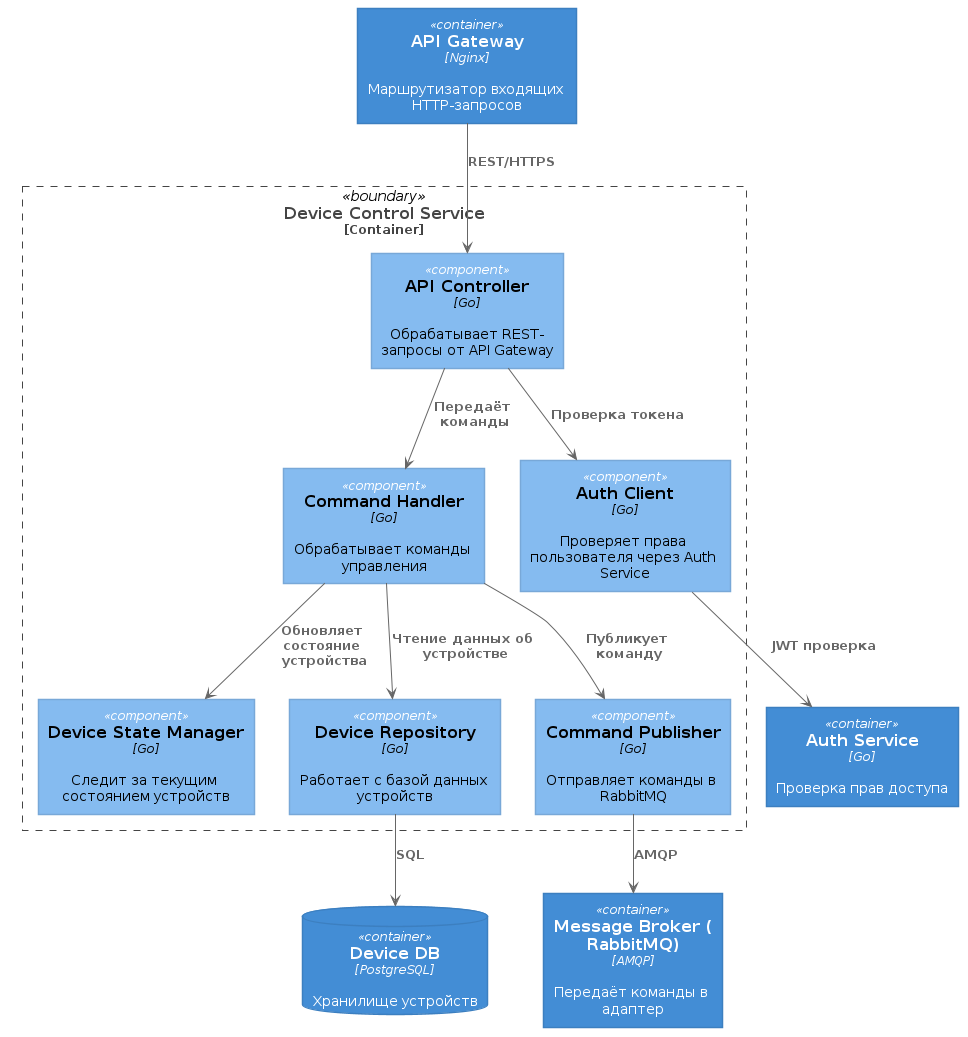 «container»
API Gateway
[Nginx]
Маршрутизатор входящих
HTTP-запросов
REST/HTTPS
«boundary»
Device Control Service
[Container]
«component»
API Controller
[Go]
Обрабатывает REST-
запросы от API Gateway
Передаёт
команды
Проверка токена
«component»
Command Handler
[Go]
Обрабатывает команды
управления
«component»
Auth Client
[Go]
Проверяет права
пользователя через Auth
Service
Обновляет
состояние
устройства
Чтение данных об
устройстве
Публикует
команду
JWT проверка
«component»
Device State Manager
[Go]
Следит за текущим
состоянием устройств
«component»
Device Repository
[Go]
Работает с базой данных
устройств
«component»
Command Publisher
[Go]
Отправляет команды в
RabbitMQ
«container»
Auth Service
[Go]
Проверка прав доступа
SQL
AMQP
«container»
Device DB
[PostgreSQL]
Хранилище устройств
«container»
Message Broker (
RabbitMQ)
[AMQP]
Передаёт команды в
адаптер